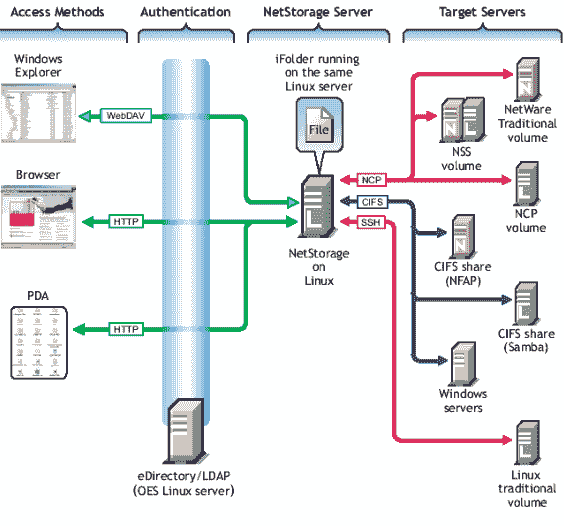 Access Methods
Authentication
NetStorage Server
Target Servers
Windows
Explorer
WebDAV
Browser
HTTP
PDA
HTTP
eDirectory/LDAP
(OES Linux server)
iFolder running
on the same
Linux server
File
NetStorage
on
Linux
NCP
CIFS
SSH
NetWare
Traditional
volume
NSS
volume
NCP
volume
CIFS share
(NFAP)
CIFS share
(Samba)
Windows
servers
Linux
traditional
volume